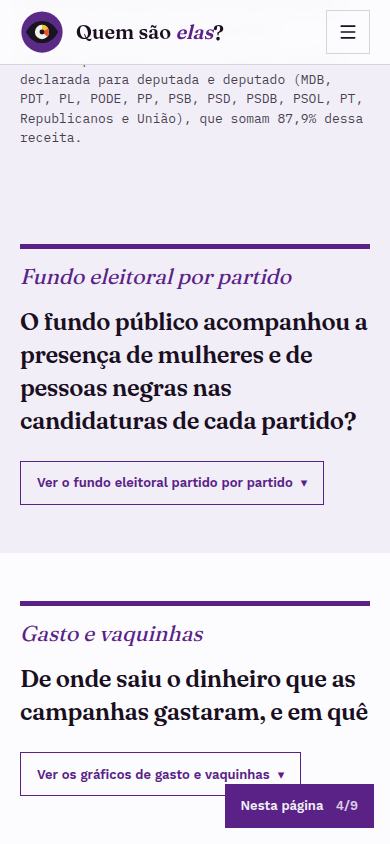 Quem são elas?
declarada para deputada e deputado (MDB,
PDT, PL, PODE, PP, PSB, PSD, PSDB, PSOL, PT,
Republicanos e União), que somam 87,9% dessa
receita.
Fundo eleitoral por partido
O fundo público acompanhou a
presença de mulheres e de
pessoas negras nas
candidaturas de cada partido?
Ver o fundo eleitoral partido por partido ▾
Gasto e vaquinhas
De onde saiu o dinheiro que as
campanhas gastaram, e em quê
Ver os gráficos de gasto e vaquinhas ▾
Nesta página 4/9